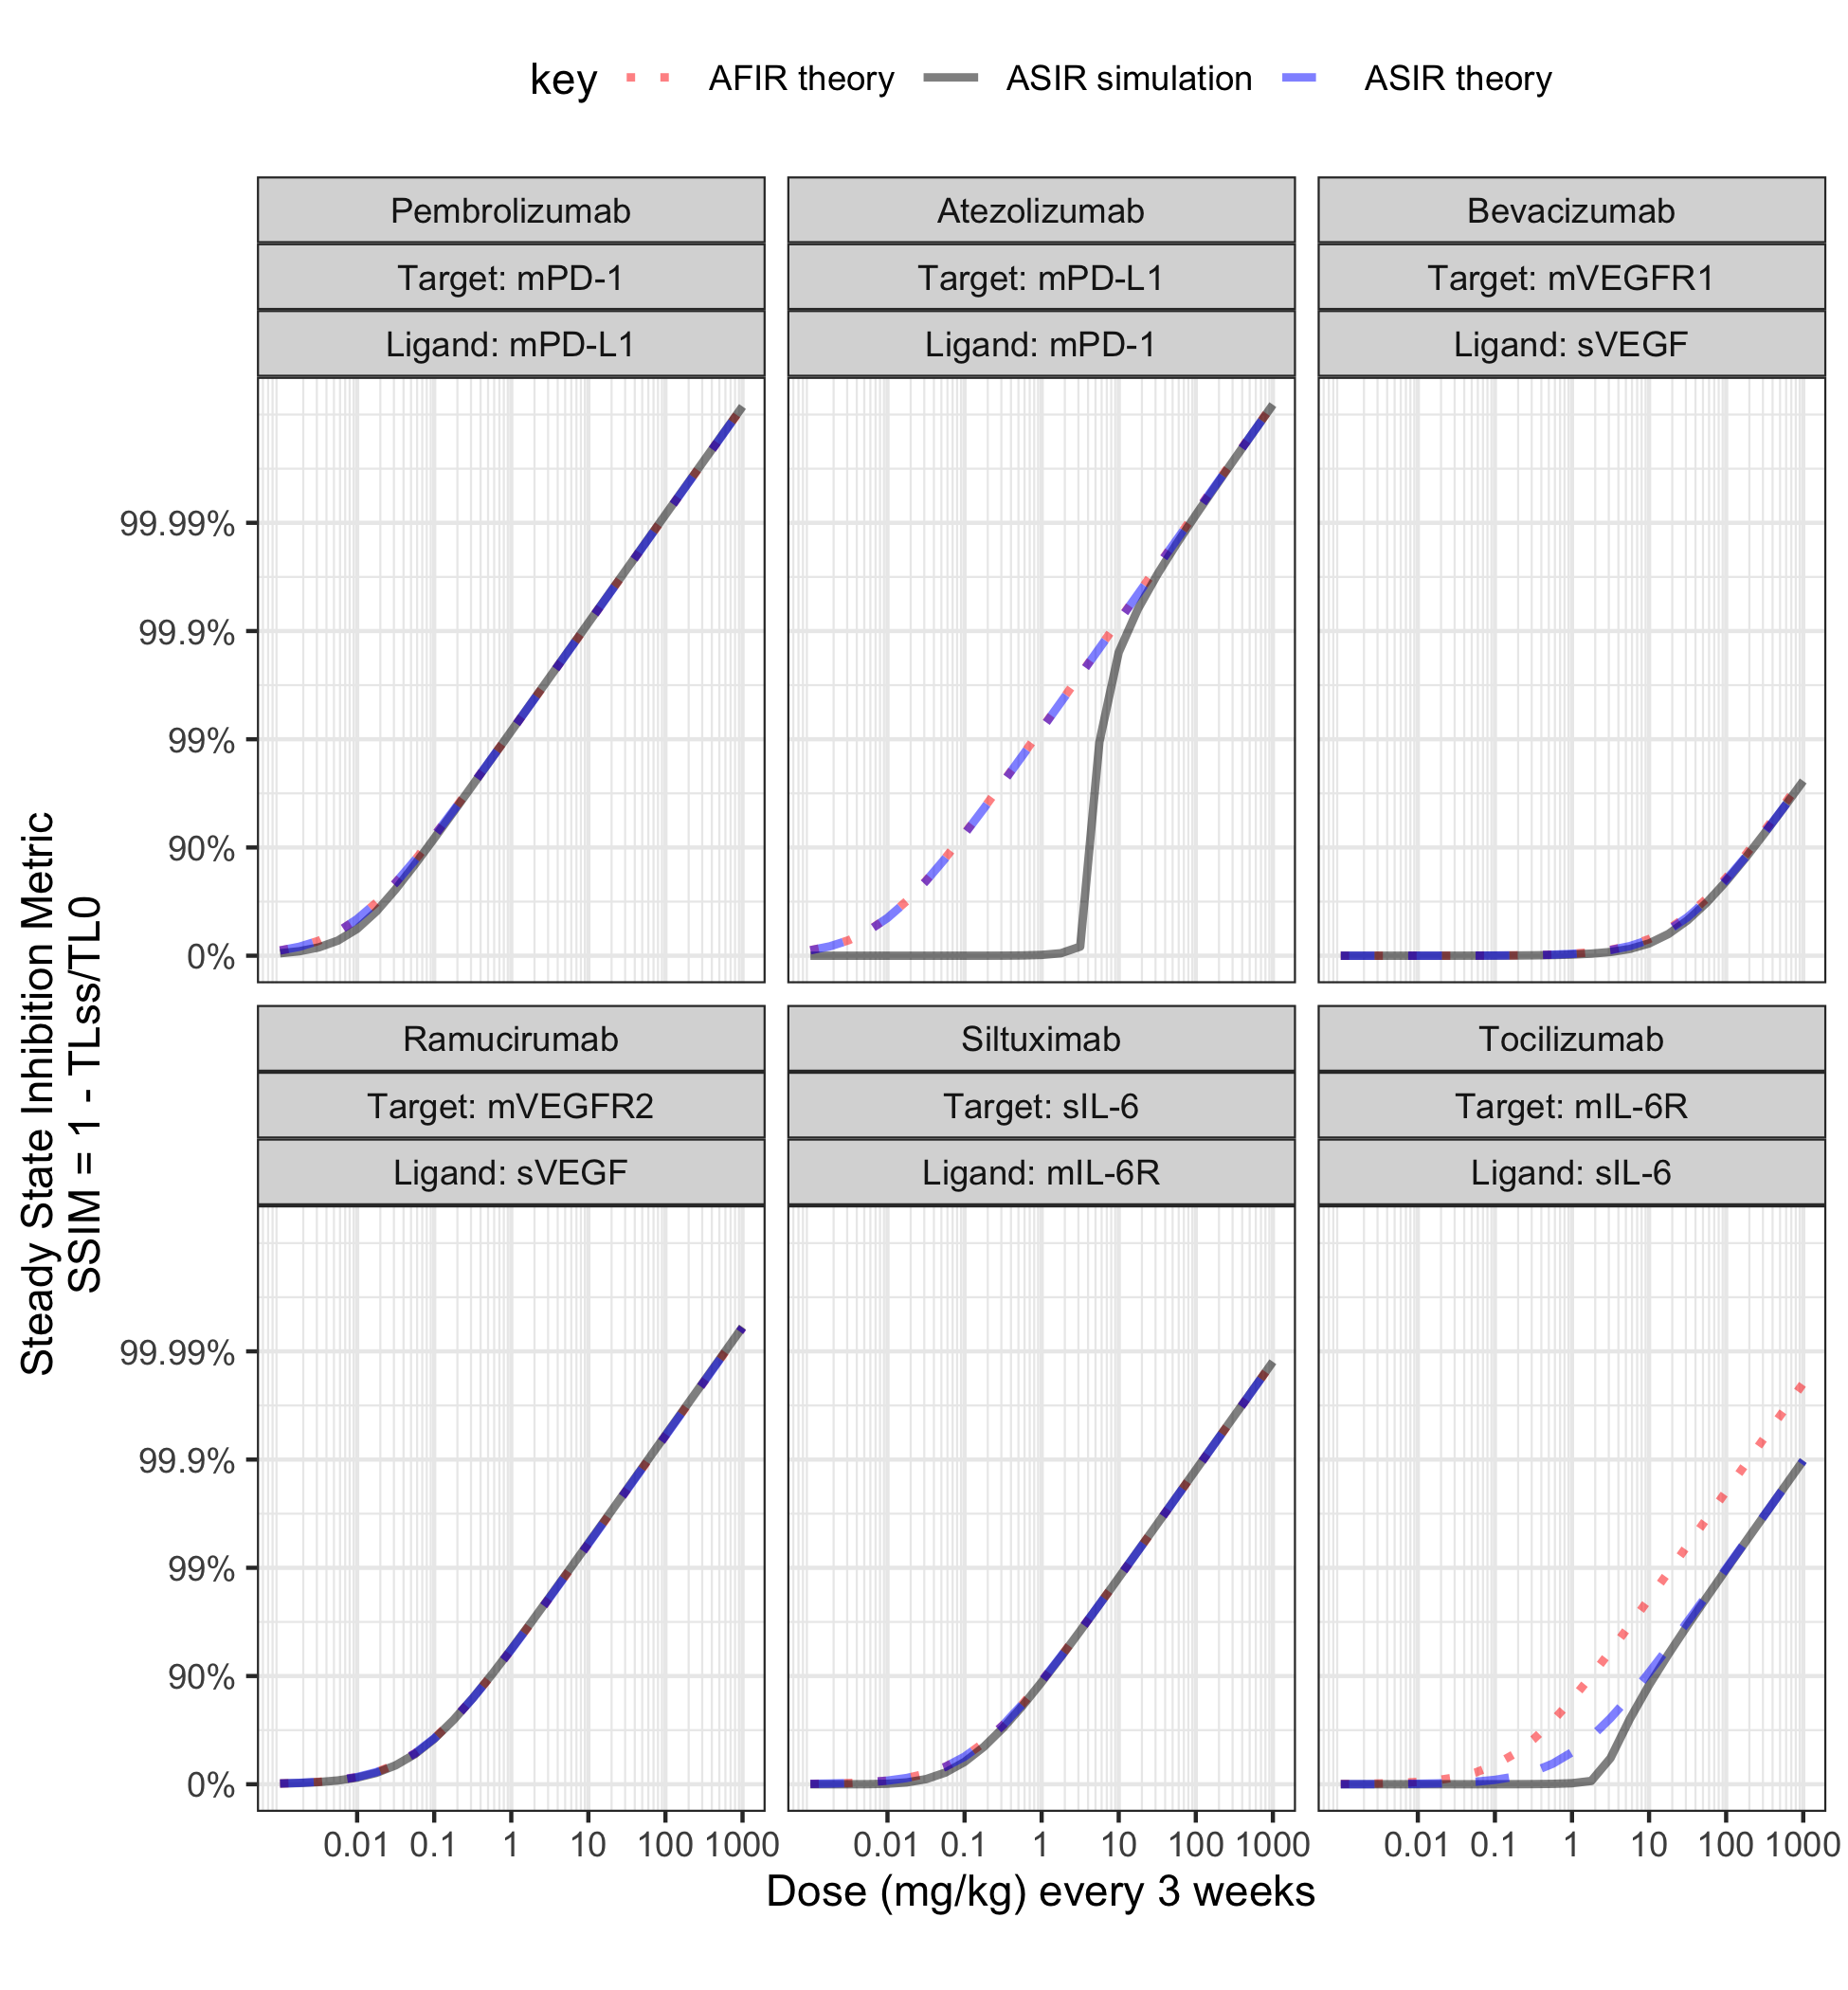 key AFIR theory ASIR simulation ASIR theory
Pembrolizumab
Target: mPD-1
Ligand: mPD-L1
Atezolizumab
Target: mPD-L1
Ligand: mPD-1
Bevacizumab
Target: mVEGFR1
Ligand: sVEGF
99.99%
99.9%
99%
90%
0%
Ramucirumab
Target: mVEGFR2
Ligand: sVEGF
Siltuximab
Target: sIL-6
Ligand: mIL-6R
Tocilizumab
Target: mIL-6R
Ligand: sIL-6
99.99%
99.9%
99%
90%
0%
0.01 0.1 1 10 100 1000
0.01 0.1 1 10 100 1000
0.01 0.1 1 10 100 1000
Dose (mg/kg) every 3 weeks
Steady State Inhibition Metric
SSIM = 1 - TLss/TL0